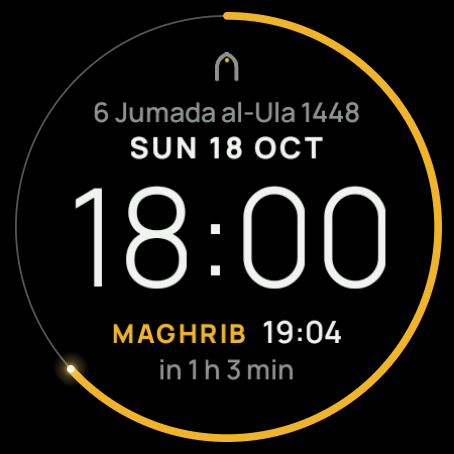 6 Jumada al-Ula 1448
SUN 18 OCT
18:00
MAGHRIB 19:04
in 1 h 3 min